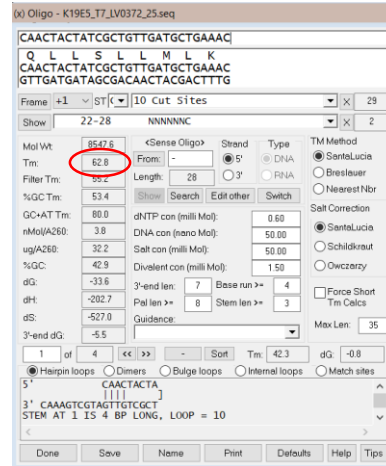 (x) Oligo - K19E5_T7_LV0372_25.seq
CAACTACTATCGCTGTTGATGCTGAAAC
Q L L S L L M L K
CAACTACTATCGCTGTTGATGCTGAAAC
GTTGATGATAGCGACAACTACGACTTTG
Frame +1 ST ( 10 Cut Sites × 29
Show 22-28 NNNNNNC × 2
Mol Wt: 8547.6 <Sense Oligo> Strand Type TM Method
Tm: 62.8 From: - 5' DNA SantaLucia
Filter Tm: 55.2 Length: 28 3' RNA Breslauer
%GC Tm: 53.4 Show Search Edit other Switch Nearest Nbr
GC+AT Tm: 80.0 dNTP con (milli Mol): 0.60 Salt Correction
nMol/A260: 3.8 DNA con (nano Mol): 50.00 SantaLucia
ug/A260: 32.2 Salt con (milli Mol): 50.00 Schildkraut
%GC: 42.9 Divalent con (milli Mol): 1.50 Owczarzy
dG: -33.6 3'-end len: 7 Base run >= 4 Force Short
dH: -202.7 Pal len >= 8 Stem len >= 3 Tm Calcs
dS: -527.0 Guidance: Max Len: 35
3'-end dG: -5.5
1 of 4 << >> - Sort Tm: 42.3 dG: -0.8
Hairpin loops Dimers Bulge loops Internal loops Match sites
5' CAACTACTA
|||| ]
3' CAAAGTCGTAGTTGTCGCT
STEM AT 1 IS 4 BP LONG, LOOP = 10
Done Save Name Print Defaults Help Tips